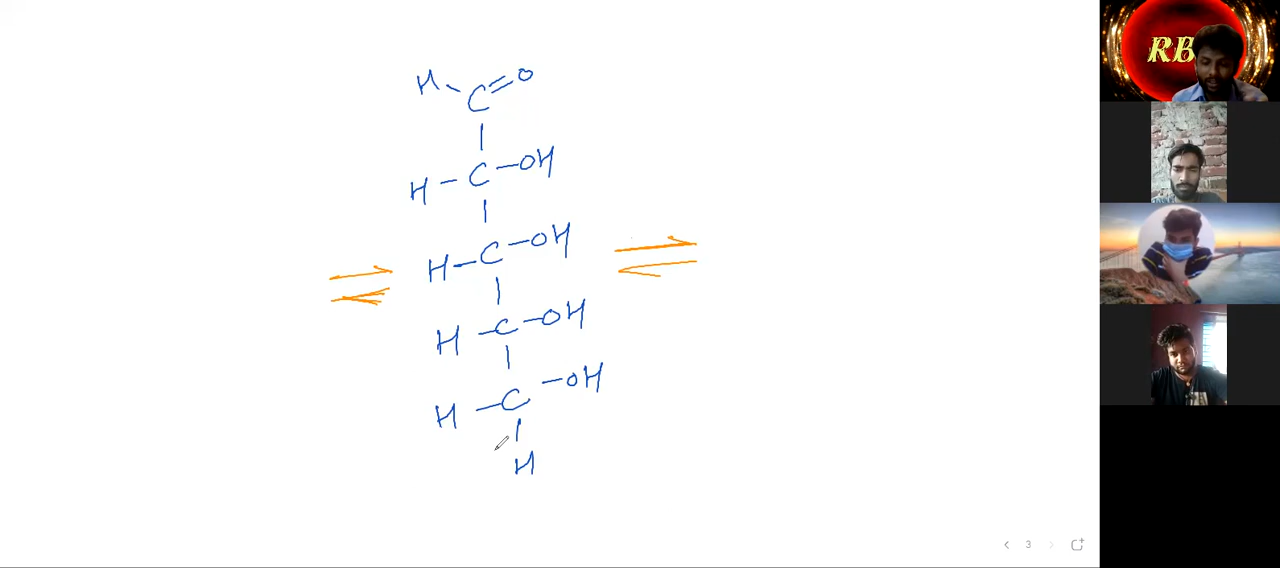 RB
H - C = O
H - C - OH
H - C - OH
H - C - OH
H - C - OH
H
3